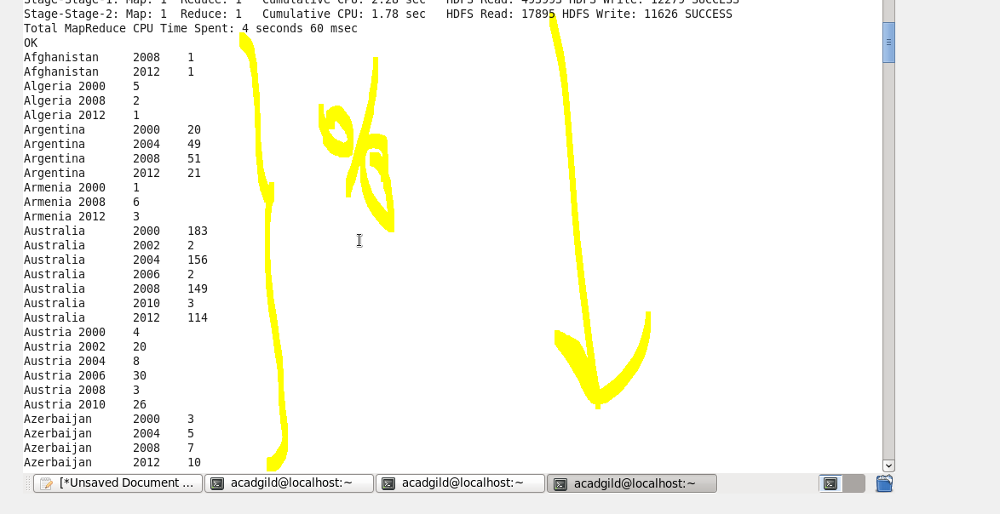 Stage-Stage-1: Map: 1 Reduce: 1 Cumulative CPU: 2.28 sec HDFS Read: 493995 HDFS Write: 12279 SUCCESS
Stage-Stage-2: Map: 1 Reduce: 1 Cumulative CPU: 1.78 sec HDFS Read: 17895 HDFS Write: 11626 SUCCESS
Total MapReduce CPU Time Spent: 4 seconds 60 msec
OK
Afghanistan 2008 1
Afghanistan 2012 1
Algeria 2000 5
Algeria 2008 2
Algeria 2012 1
Argentina 2000 20
Argentina 2004 49
Argentina 2008 51
Argentina 2012 21
Armenia 2000 1
Armenia 2008 6
Armenia 2012 3
Australia 2000 183
Australia 2002 2
Australia 2004 156
Australia 2006 2
Australia 2008 149
Australia 2010 3
Australia 2012 114
Austria 2000 4
Austria 2002 20
Austria 2004 8
Austria 2006 30
Austria 2008 3
Austria 2010 26
Azerbaijan 2000 3
Azerbaijan 2004 5
Azerbaijan 2008 7
Azerbaijan 2012 10
[*Unsaved Document ... acadgild@localhost:~ acadgild@localhost:~ acadgild@localhost:~